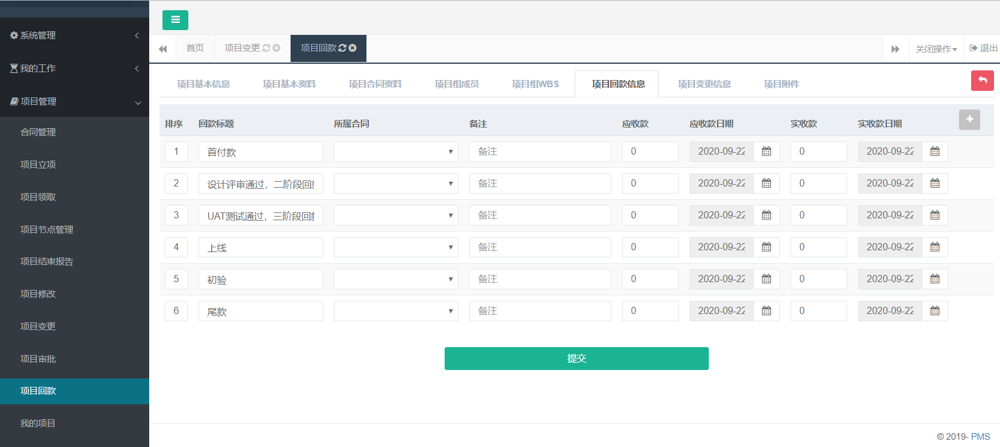 系统管理
我的工作
项目管理
合同管理
项目立项
项目领取
项目节点管理
项目结束报告
项目修改
项目变更
项目审批
项目回款
我的项目
首页 项目变更 项目回款 关闭操作 退出
项目基本信息 项目基本资料 项目合同资料 项目组成员 项目组WBS 项目回款信息 项目变更信息 项目附件
排序 回款标题 所属合同 备注 应收款 应收款日期 实收款 实收款日期
1 首付款 备注 0 2020-09-22 0 2020-09-22
2 设计评审通过，二阶段回 备注 0 2020-09-22 0 2020-09-22
3 UAT测试通过，三阶段回 备注 0 2020-09-22 0 2020-09-22
4 上线 备注 0 2020-09-22 0 2020-09-22
5 初验 备注 0 2020-09-22 0 2020-09-22
6 尾款 备注 0 2020-09-22 0 2020-09-22
提交
© 2019- PMS